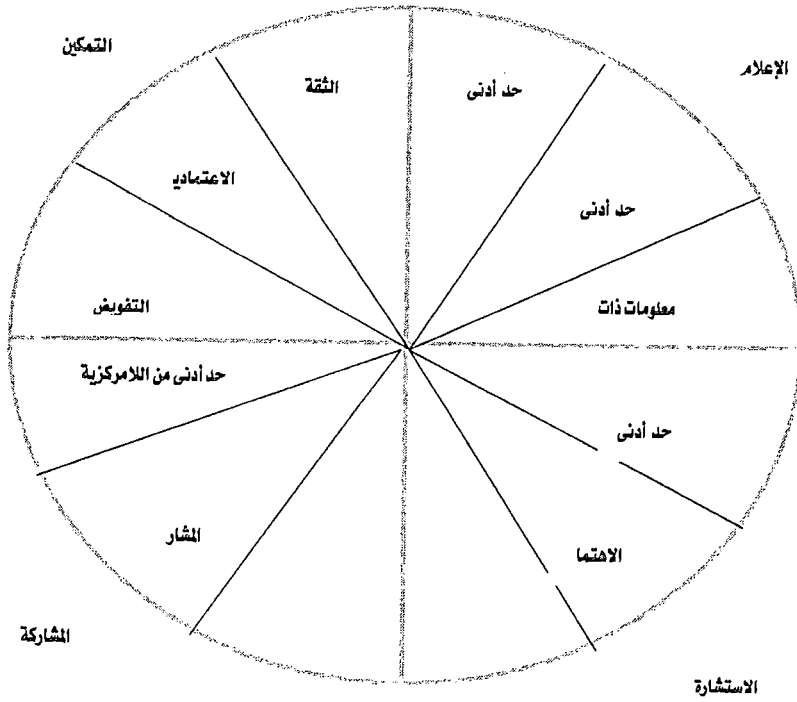 التمكين
الإعلام
الثقة
حد أدنى
الاعتمادي
حد أدنى
التفويض
معلومات ذات
حد أدنى من اللامركزية
حد أدنى
المشار
الاهتما
المشاركة
الاستشارة